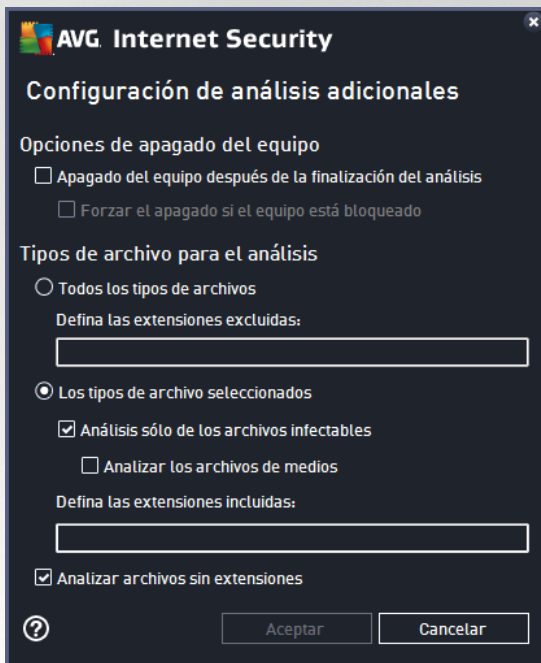 AVG Internet Security
Configuración de análisis adicionales
Opciones de apagado del equipo
Apagado del equipo después de la finalización del análisis
Forzar el apagado si el equipo está bloqueado
Tipos de archivo para el análisis
Todos los tipos de archivos
Defina las extensiones excluidas:
Los tipos de archivo seleccionados
Análisis sólo de los archivos infectables
Analizar los archivos de medios
Defina las extensiones incluidas:
Analizar archivos sin extensiones
? Aceptar Cancelar